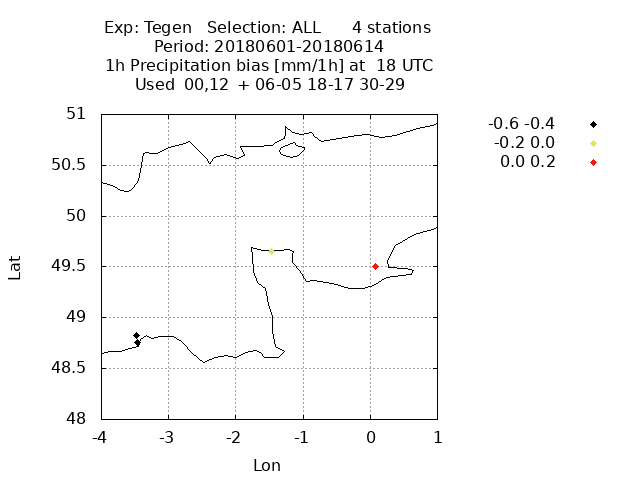 Exp: Tegen Selection: ALL 4 stations
Period: 20180601-20180614
1h Precipitation bias [mm/1h] at 18 UTC
Used 00,12 + 06-05 18-17 30-29
-0.6 -0.4
-0.2 0.0
0.0 0.2
51
50.5
50
49.5
49
48.5
48
Lat
-4 -3 -2 -1 0 1
Lon